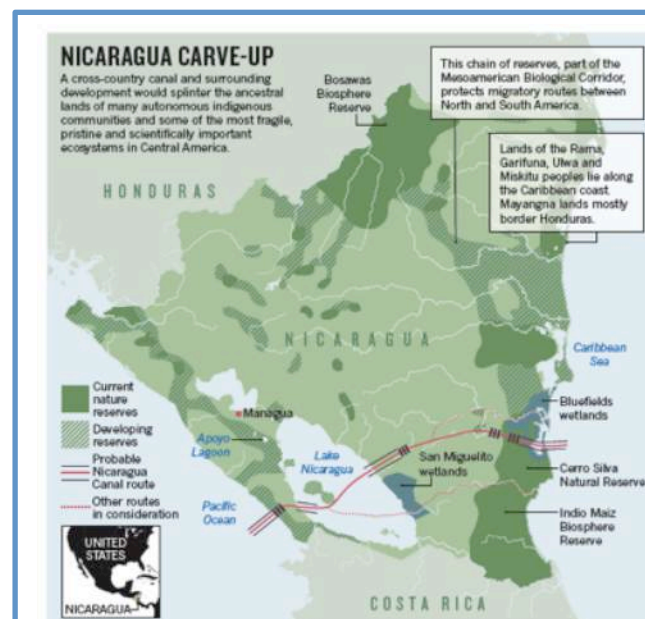 NICARAGUA CARVE-UP
A cross-country canal and surrounding
development would splinter the ancestral
lands of many autonomous indigenous
communities and some of the most fragile,
pristine and scientifically important
ecosystems in Central America.
Bosawas
Biosphere
Reserve
This chain of reserves, part of the
Mesoamerican Biological Corridor,
protects migratory routes between
North and South America.
Lands of the Rama,
Garifuna, Ulwa and
Miskitu peoples lie along
the Caribbean coast.
Mayangna lands mostly
border Honduras.
HONDURAS
NICARAGUA
Caribbean
Sea
Current
nature
reserves
Developing
reserves
Probable
Nicaragua
Canal route
Other routes
in consideration
Managua
Apoyo
Lagoon
Lake
Nicaragua
Pacific
Ocean
San Miguelito
wetlands
Bluefields
wetlands
Cerro Silva
Natural Reserve
Indio Maiz
Biosphere
Reserve
UNITED
STATES
NICARAGUA
COSTA RICA